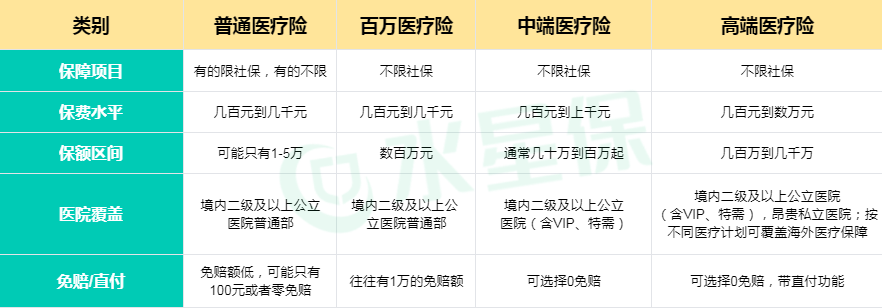 类别 普通医疗险 百万医疗险 中端医疗险 高端医疗险
保障项目 有的限社保，有的不限 不限社保 不限社保 不限社保
保费水平 几百元到几千元 几百元到几千元 几百元到上千元 几百元到数万元
保额区间 可能只有1-5万 数百万元 通常几十万到百万起 几百万到几千万
医院覆盖
境内二级及以上公立
医院普通部
境内二级及以上公
立医院普通部
境内二级及以上公立
医院（含VIP、特需）
境内二级及以上公立医院
（含VIP、特需），昂贵私立医院；按
不同医疗计划可覆盖海外医疗保障
免赔/直付
免赔额低，可能只有
100元或者零免赔
往往有1万的免赔额
可选择0免赔
可选择0免赔，带直付功能
水星保